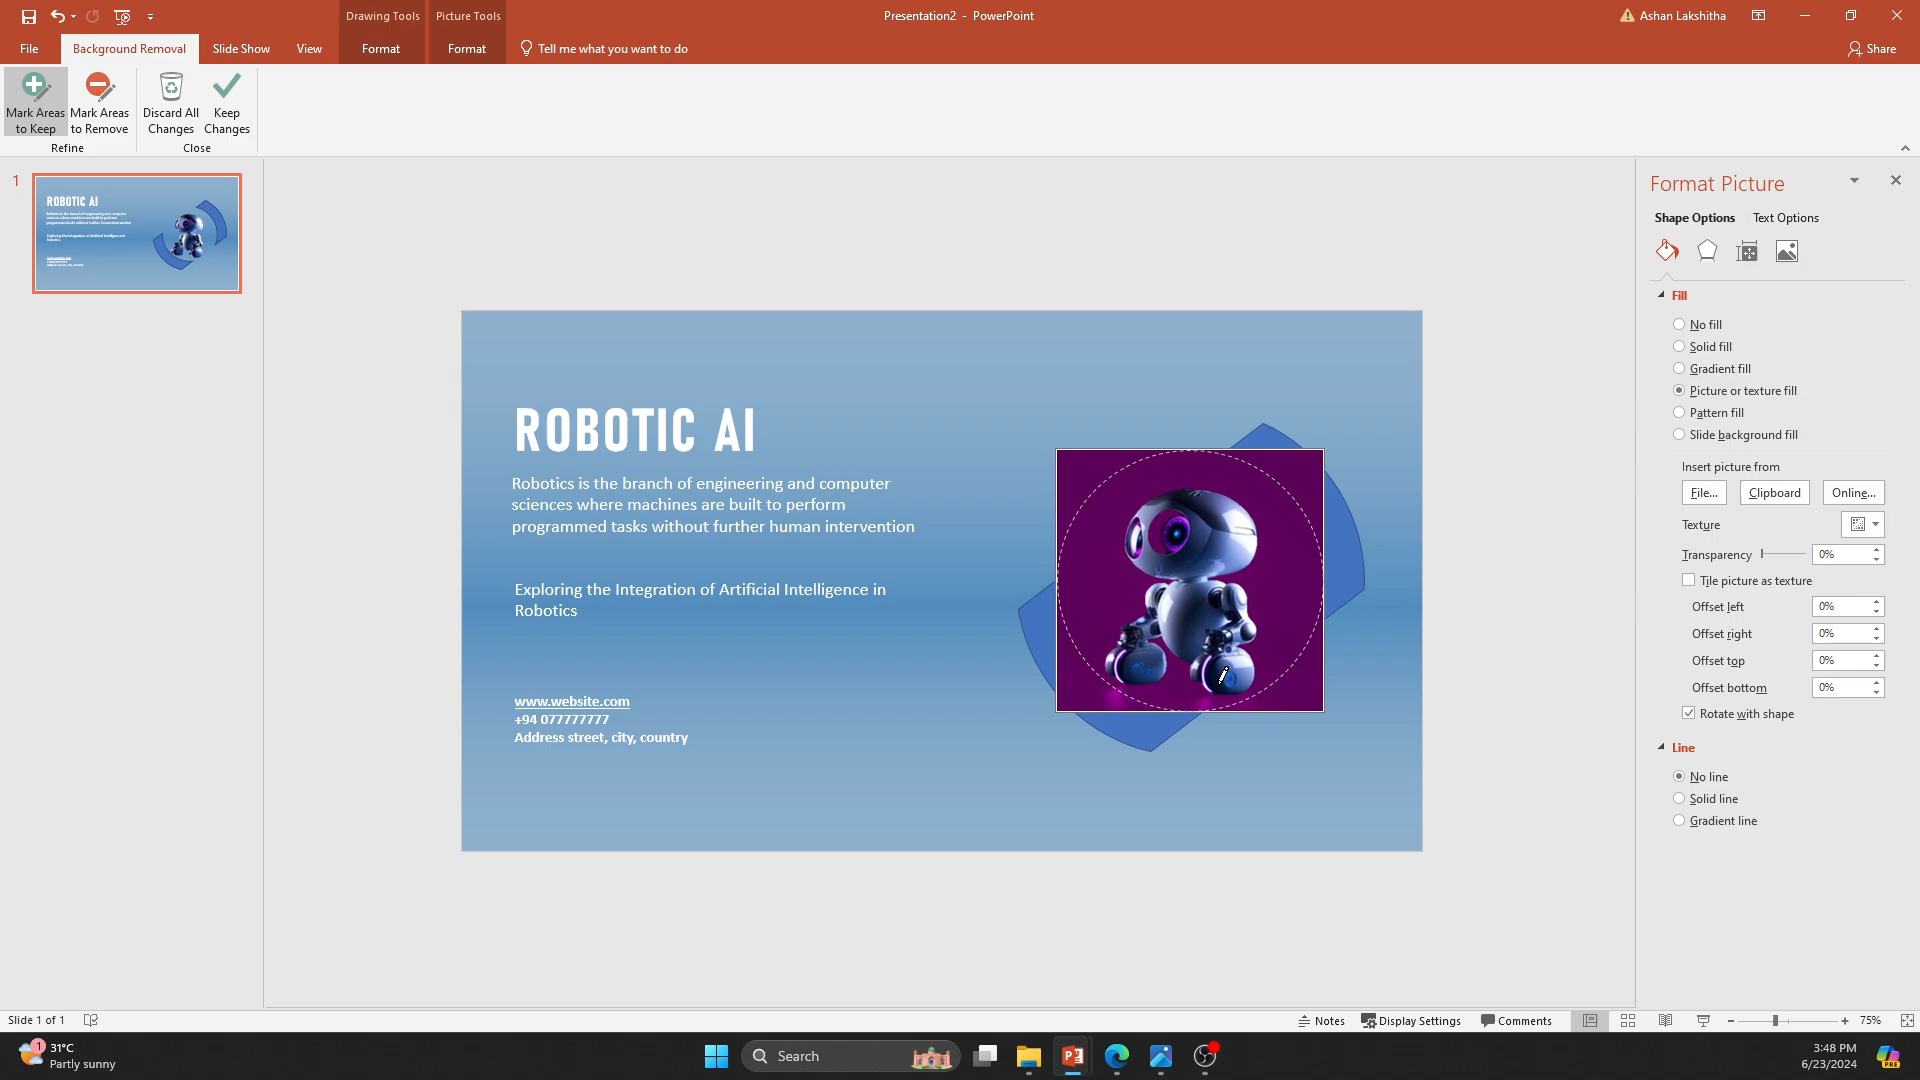 Drawing Tools
Picture Tools
Presentation2 - PowerPoint
Ashan Lakshitha
File
Background Removal
Slide Show
View
Format
Format
Tell me what you want to do
Share
Mark Areas to Keep
Mark Areas to Remove
Discard All Changes
Keep Changes
Refine
Close
1
Format Picture
Shape Options
Text Options
Fill
No fill
Solid fill
Gradient fill
Picture or texture fill
Pattern fill
Slide background fill
Insert picture from
File...
Clipboard
Online...
Texture
Transparency
0%
Tile picture as texture
Offset left
0%
Offset right
0%
Offset top
0%
Offset bottom
0%
Rotate with shape
Line
No line
Solid line
Gradient line
ROBOTIC AI
Robotics is the branch of engineering and computer
sciences where machines are built to perform
programmed tasks without further human intervention
Exploring the Integration of Artificial Intelligence in
Robotics
www.website.com
+94 077777777
Address street, city, country
ROBOTIC AI
Slide 1 of 1
Notes
Display Settings
Comments
75%
1
31°C
Partly sunny
Search
3:48 PM
6/23/2024
PRE